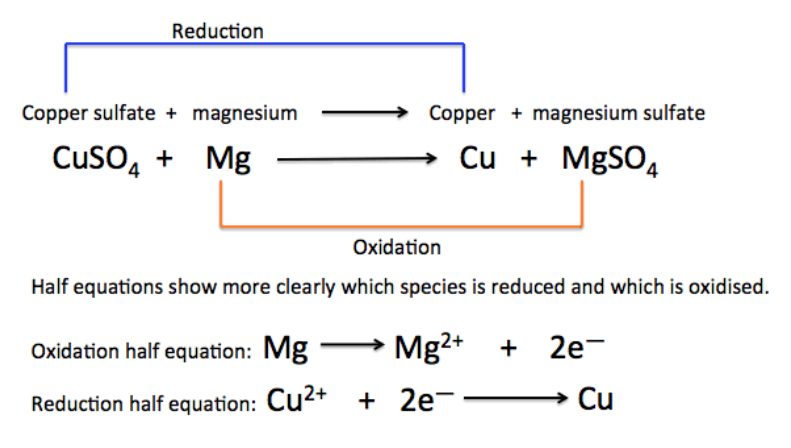 Reduction
Copper sulfate + magnesium ⟶ Copper + magnesium sulfate
CuSO₄ + Mg ⟶ Cu + MgSO₄
Oxidation
Half equations show more clearly which species is reduced and which is oxidised.
Oxidation half equation: Mg ⟶ Mg²⁺ + 2e⁻
Reduction half equation: Cu²⁺ + 2e⁻ ⟶ Cu